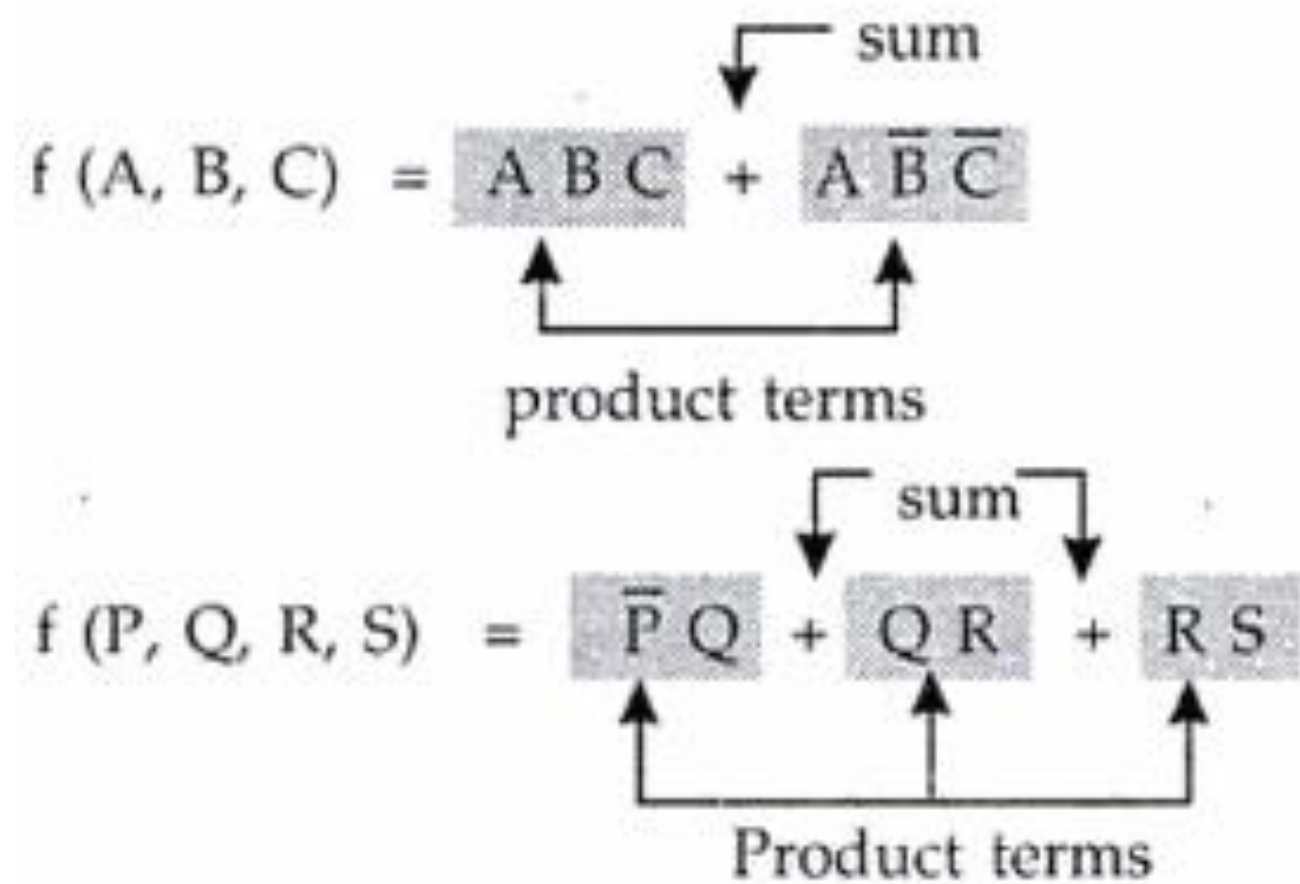 sum
f (A, B, C) = A B C + A B̅ C̅
product terms
sum
f (P, Q, R, S) = P̅ Q + Q R + R S
Product terms